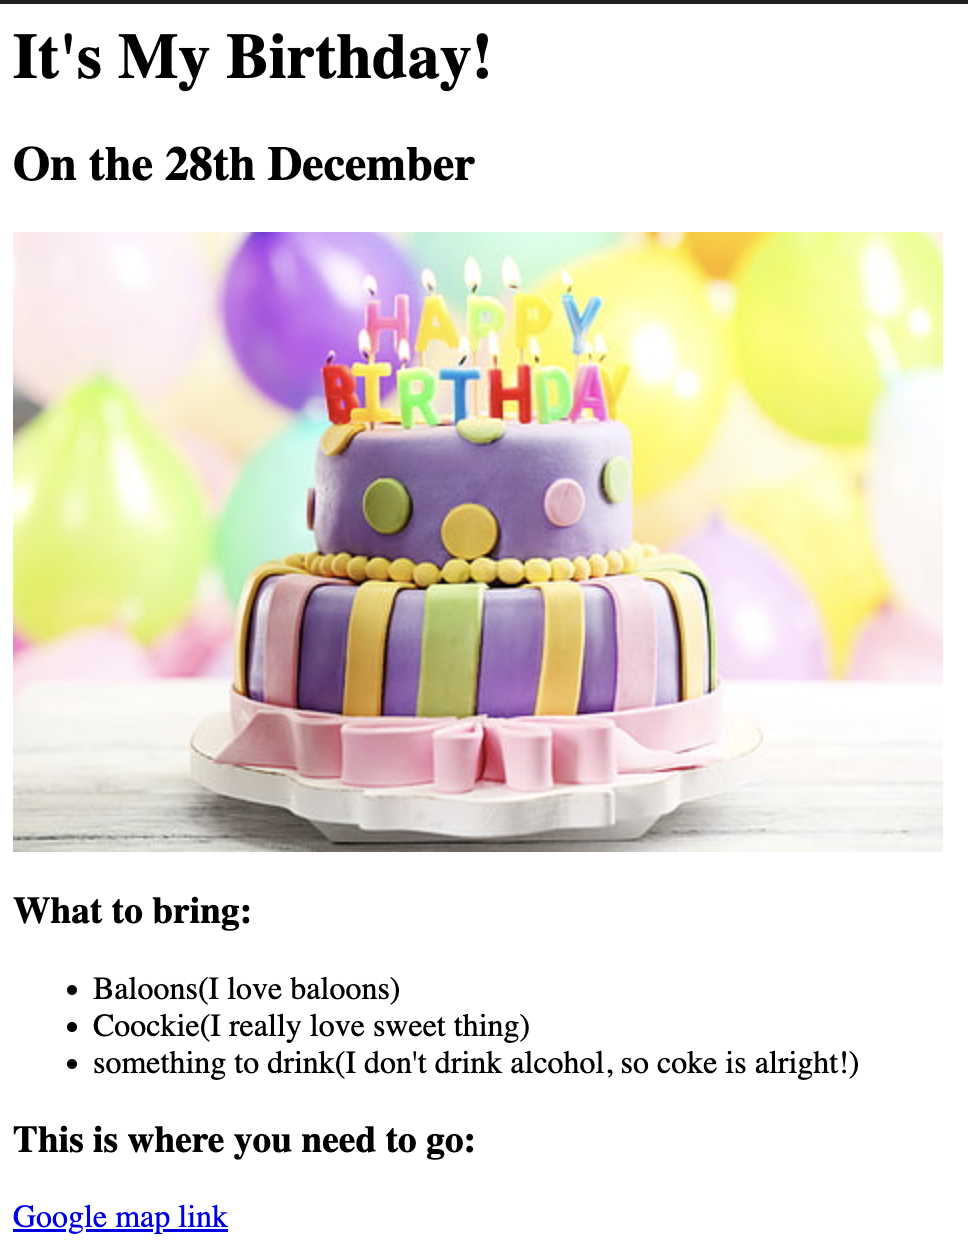 It's My Birthday!
On the 28th December
HAPPY
BIRTHDAY
What to bring:
Baloons(I love baloons)
Coockie(I really love sweet thing)
something to drink(I don't drink alcohol, so coke is alright!)
This is where you need to go:
Google map link